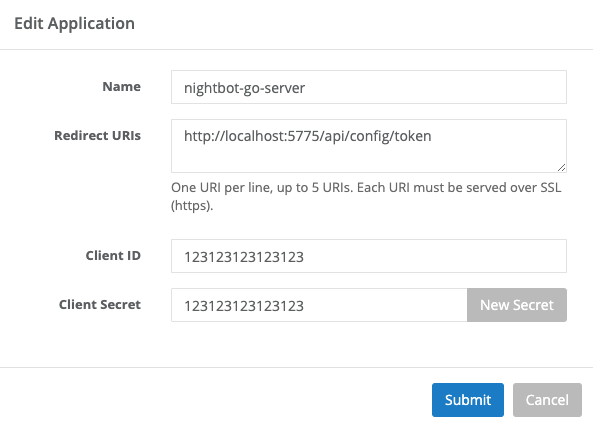 Edit Application
Name
nightbot-go-server
Redirect URIs
http://localhost:5775/api/config/token
One URI per line, up to 5 URIs. Each URI must be served over SSL
(https).
Client ID
123123123123123
Client Secret
123123123123123
New Secret
Submit
Cancel